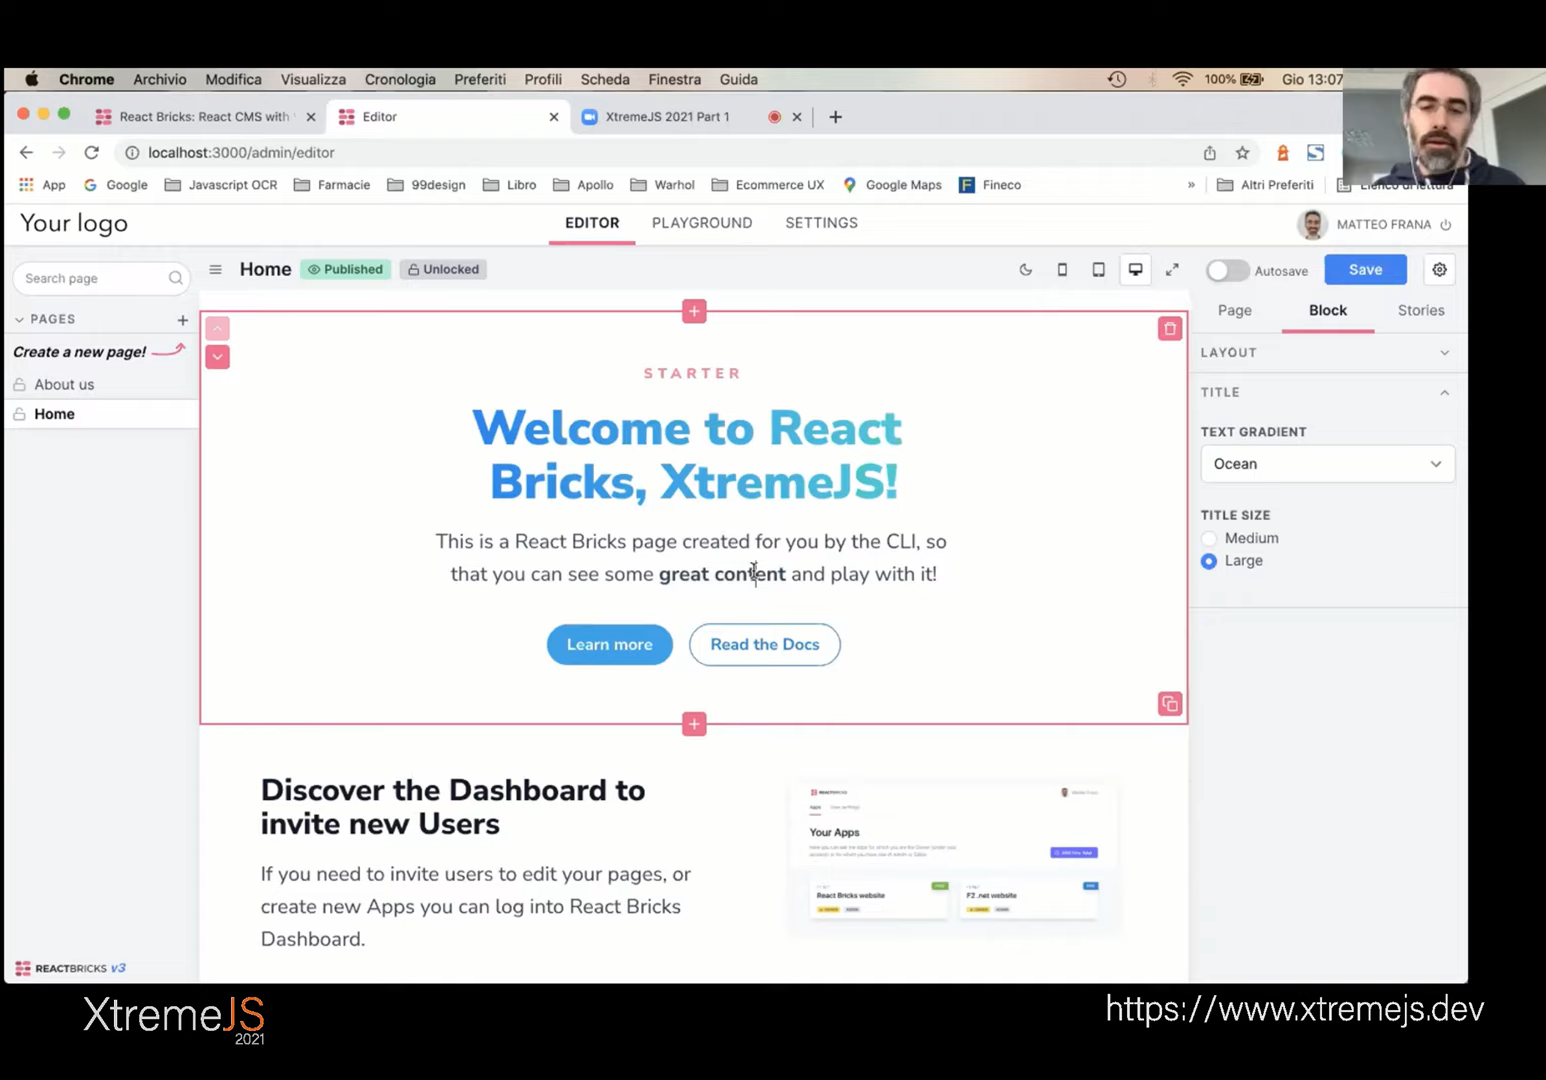 Chrome Archivio Modifica Visualizza Cronologia Preferiti Profili Scheda Finestra Guida 100% Gio 13:07
React Bricks: React CMS with Editor XtremeJS 2021 Part 1
localhost:3000/admin/editor
App Google Javascript OCR Farmacie 99design Libro Apollo Warhol Ecommerce UX Google Maps Fineco » Altri Preferiti Elenco di lettura
Your logo EDITOR PLAYGROUND SETTINGS MATTEO FRANA
Search page Home Published Unlocked Autosave Save
PAGES
Create a new page!
About us
Home
Page Block Stories
LAYOUT
TITLE
TEXT GRADIENT
Ocean
TITLE SIZE
Medium
Large
STARTER
Welcome to React
Bricks, XtremeJS!
This is a React Bricks page created for you by the CLI, so
that you can see some great content and play with it!
Learn more Read the Docs
Discover the Dashboard to
invite new Users
If you need to invite users to edit your pages, or
create new Apps you can log into React Bricks
Dashboard.
REACTBRICKS
Your Apps
React Bricks website F2.net website
REACTBRICKS v3
XtremeJS
2021
https://www.xtremejs.dev